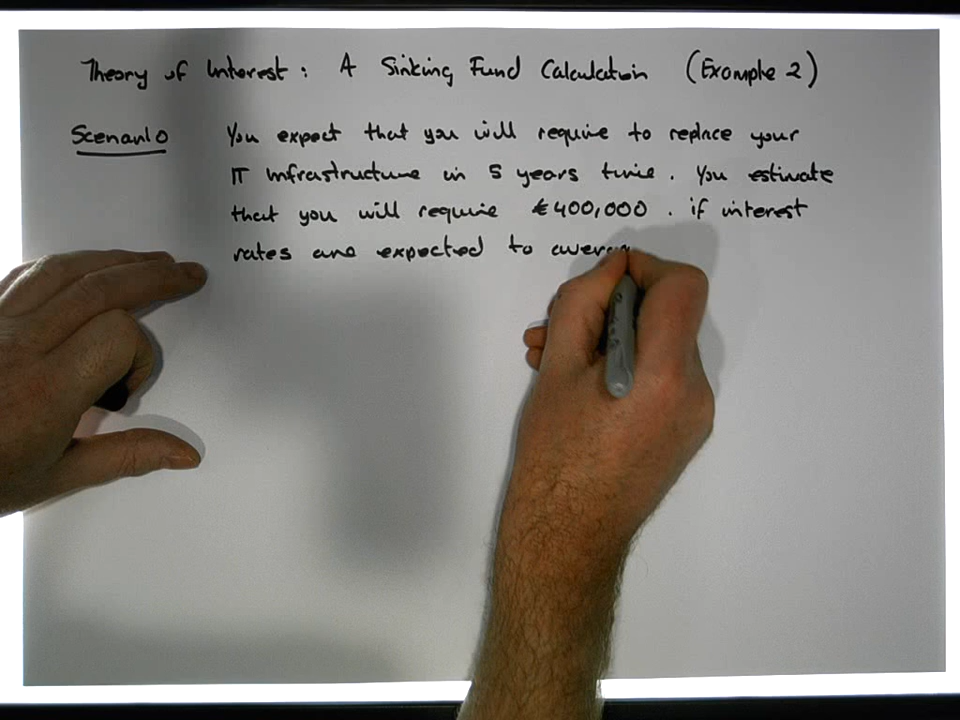 Theory of Interest: A Sinking Fund Calculation (Example 2)
Scenario You expect that you will require to replace your
IT infrastructure in 5 years time. You estimate
that you will require €400,000. if interest
rates are expected to avera